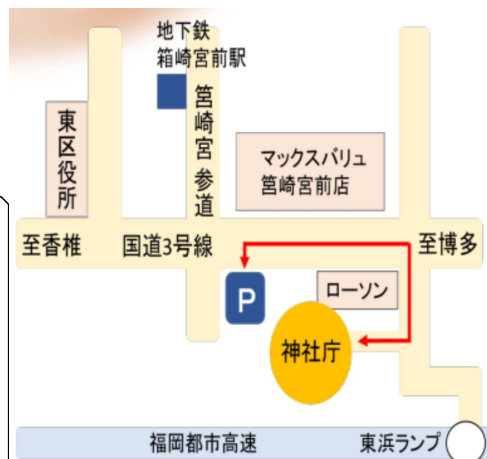 地下鉄
箱崎宮前駅
東区役所
筥崎宮 参道
マックスバリュ
筥崎宮前店
至香椎
国道3号線
至博多
P
ローソン
神社庁
福岡都市高速
東浜ランプ